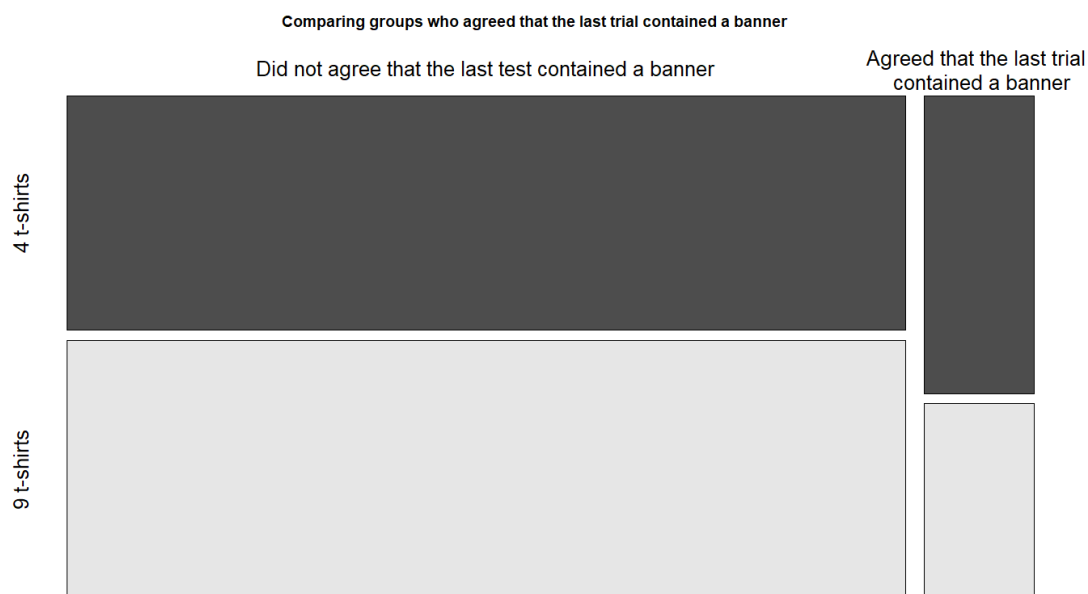 Comparing groups who agreed that the last trial contained a banner
Did not agree that the last test contained a banner
Agreed that the last trial
contained a banner
4 t-shirts
9 t-shirts